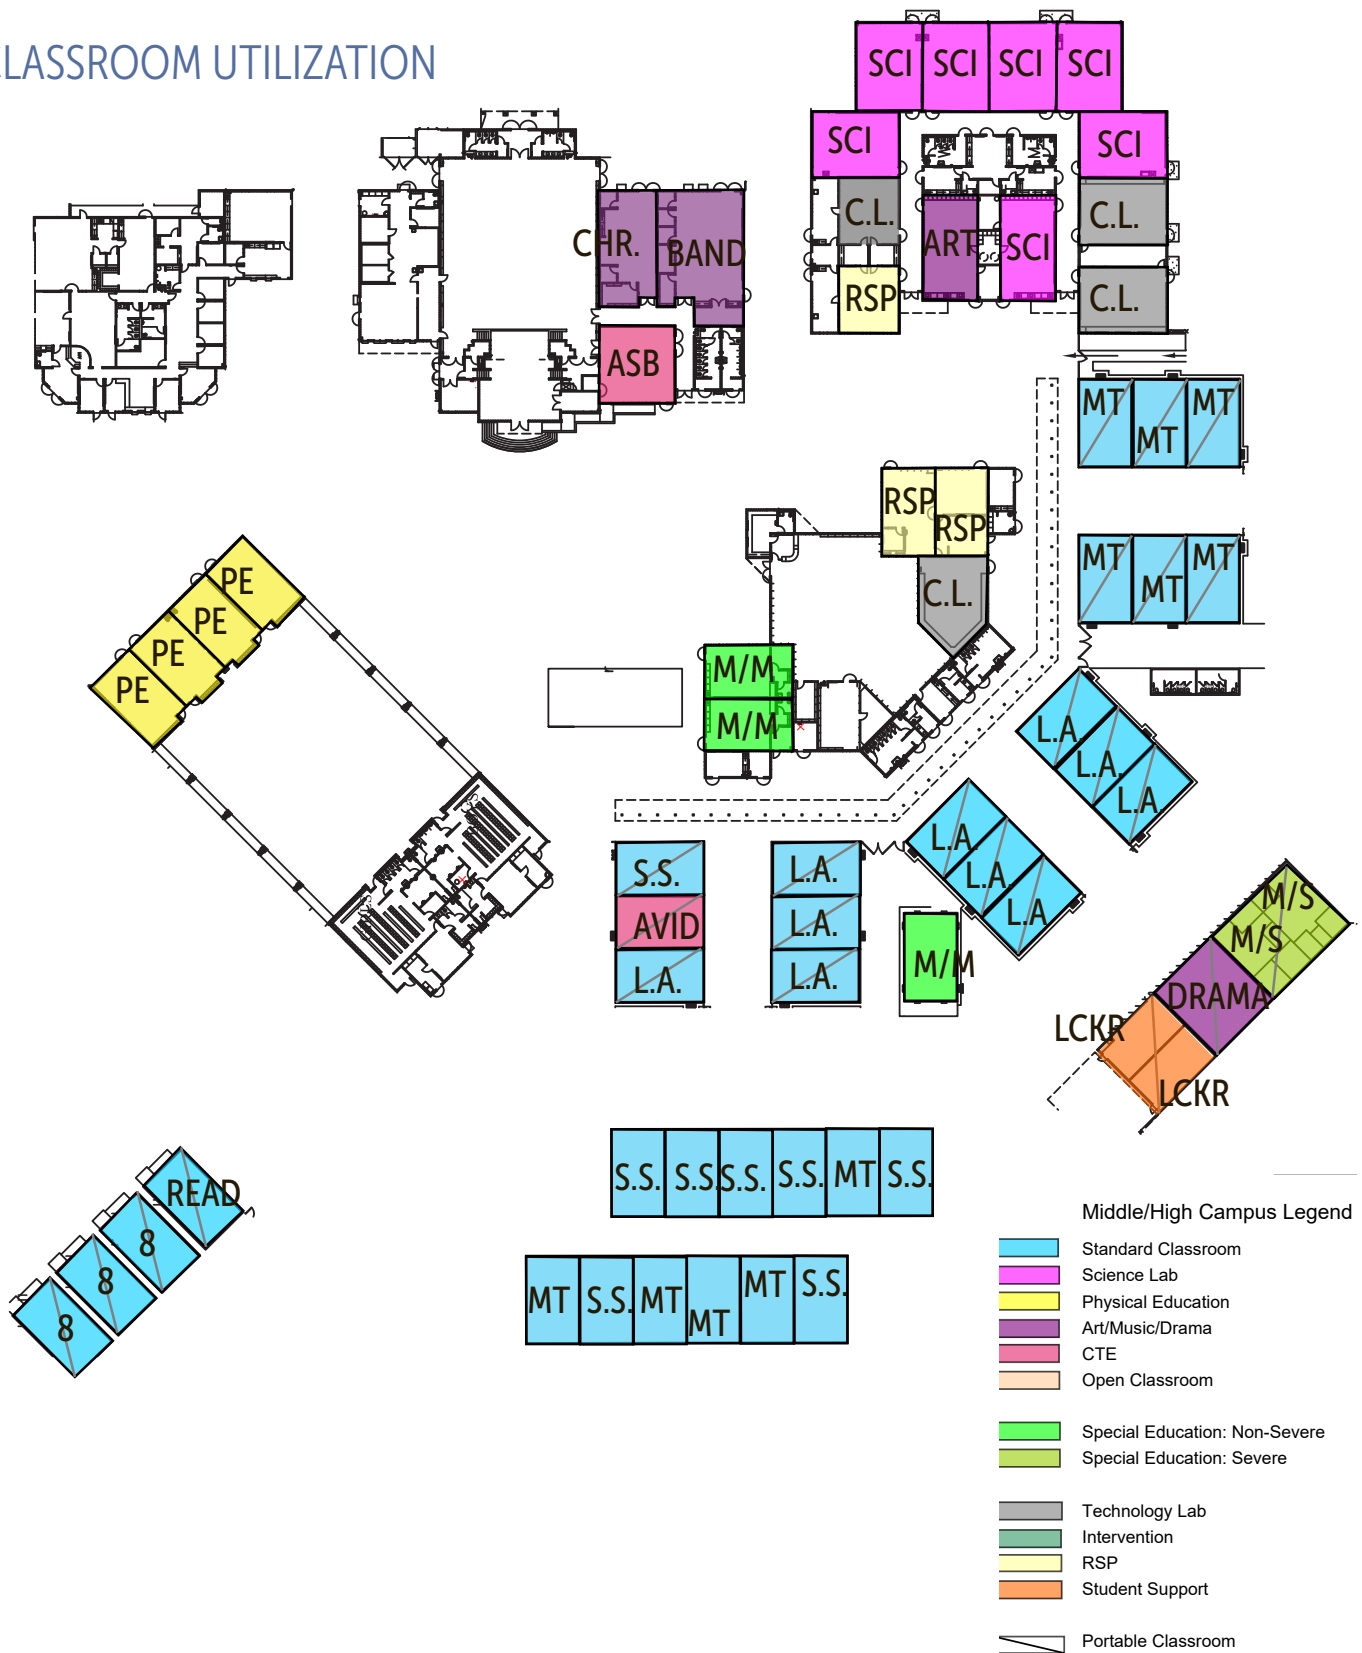 CLASSROOM UTILIZATION
SCI SCI SCI SCI
SCI SCI
W M
C.L. C.L.
CHR. BAND ART SCI
RSP C.L.
ASB
MT MT MT
RSP
RSP
MT MT MT
C.L.
PE
PE
PE
PE
M/M
M/M
L.A.
L.A.
L.A.
L.A.
L.A.
L.A
S.S. L.A.
AVID L.A.
L.A. L.A.
M/M
M/S
M/S
DRAMA
LCKR
LCKR
S.S. S.S. S.S. S.S. MT S.S.
READ
8
8
8
MT S.S. MT MT MT S.S.
Middle/High Campus Legend
Standard Classroom
Science Lab
Physical Education
Art/Music/Drama
CTE
Open Classroom
Special Education: Non-Severe
Special Education: Severe
Technology Lab
Intervention
RSP
Student Support
Portable Classroom